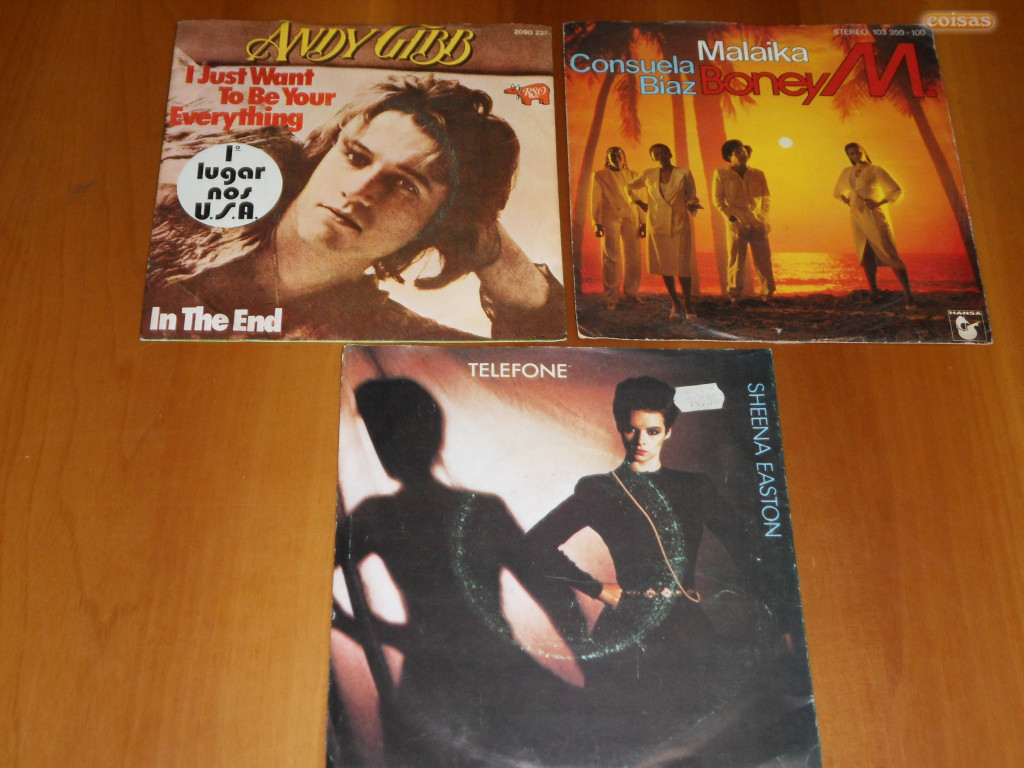 coisas
ANDY GIBB
2090 237
I Just Want
To Be Your
Everything
RSO
1º
lugar
nos
U.S.A.
In The End
STEREO 103 350-100
Malaika
Consuela
Biaz
Boney M.
HANSA
TELEFONE
SHEENA EASTON